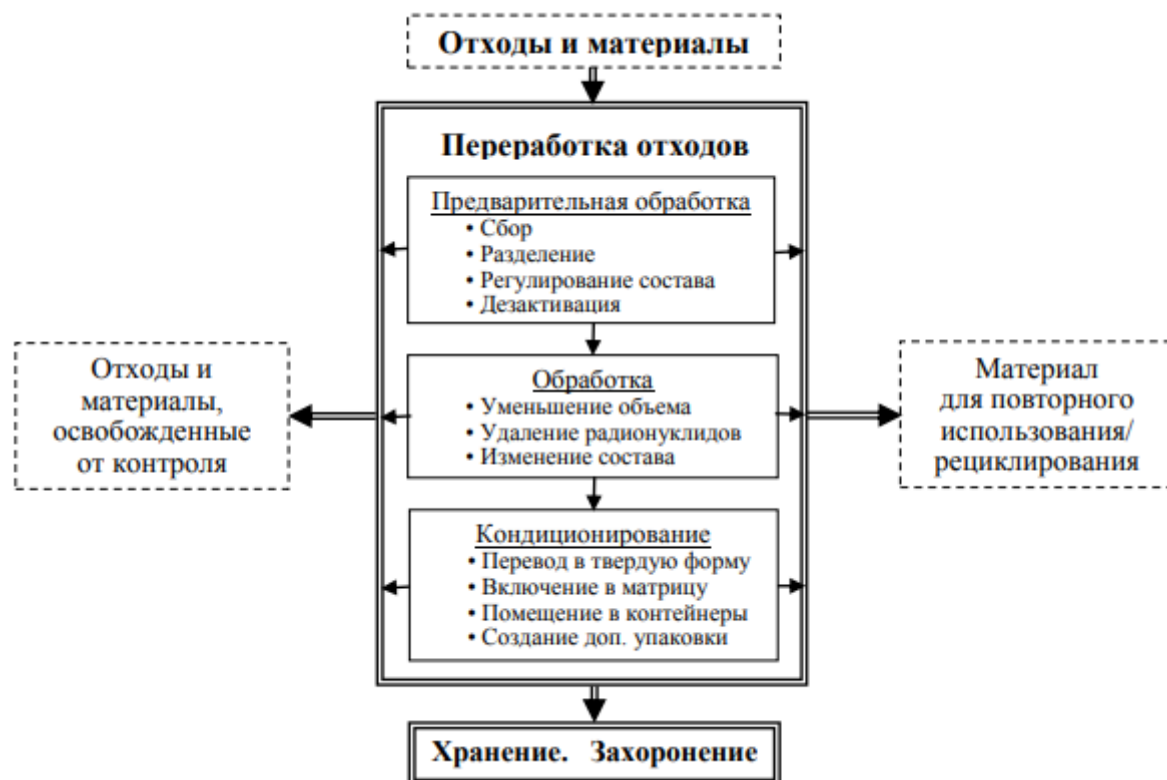 Отходы и материалы
Переработка отходов
Предварительная обработка
• Сбор
• Разделение
• Регулирование состава
• Дезактивация
Отходы и
материалы,
освобожденные
от контроля
Обработка
• Уменьшение объема
• Удаление радионуклидов
• Изменение состава
Материал
для повторного
использования/
рециклирования
Кондиционирование
• Перевод в твердую форму
• Включение в матрицу
• Помещение в контейнеры
• Создание доп. упаковки
Хранение. Захоронение